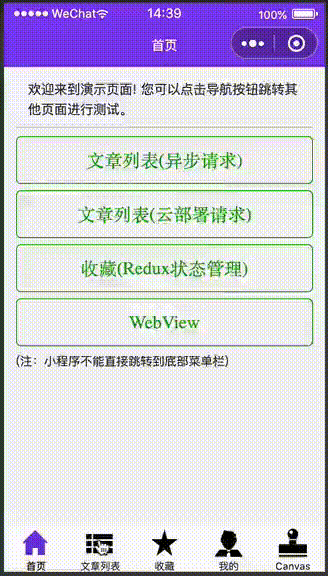 WeChat
14:39
100%
首页
欢迎来到演示页面! 您可以点击导航按钮跳转其
他页面进行测试。
文章列表(异步请求)
文章列表(云部署请求)
收藏(Redux状态管理)
WebView
(注：小程序不能直接跳转到底部菜单栏)
首页
文章列表
收藏
我的
Canvas